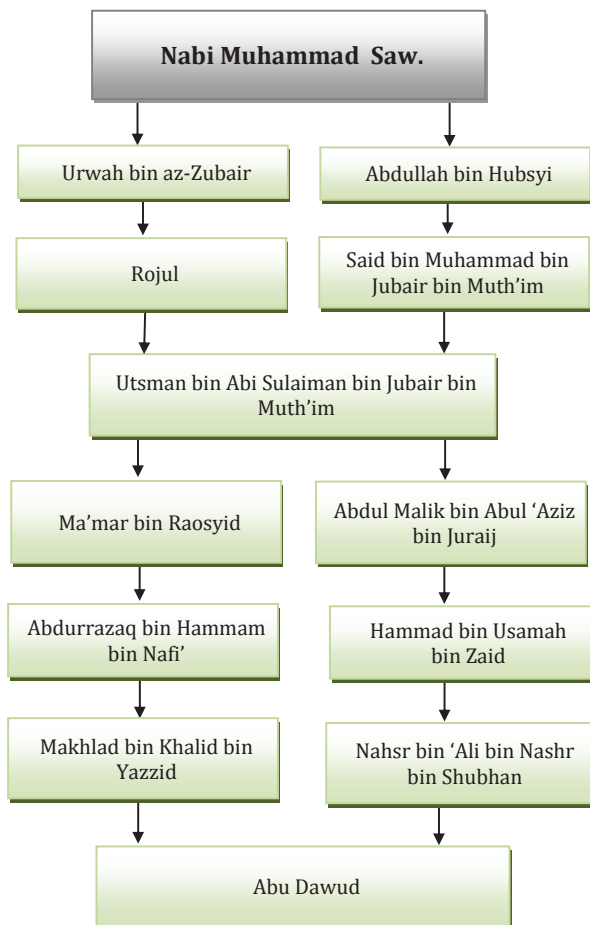 Nabi Muhammad Saw.
Urwah bin az-Zubair
Abdullah bin Hubsyi
Rojul
Said bin Muhammad bin
Jubair bin Muth’im
Utsman bin Abi Sulaiman bin Jubair bin
Muth’im
Ma’mar bin Raosyid
Abdul Malik bin Abul ‘Aziz
bin Juraij
Abdurrazaq bin Hammam
bin Nafi’
Hammad bin Usamah
bin Zaid
Makhlad bin Khalid bin
Yazzid
Nahsr bin ‘Ali bin Nashr
bin Shubhan
Abu Dawud